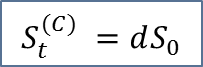 $S_t^{(C)} = dS_0$